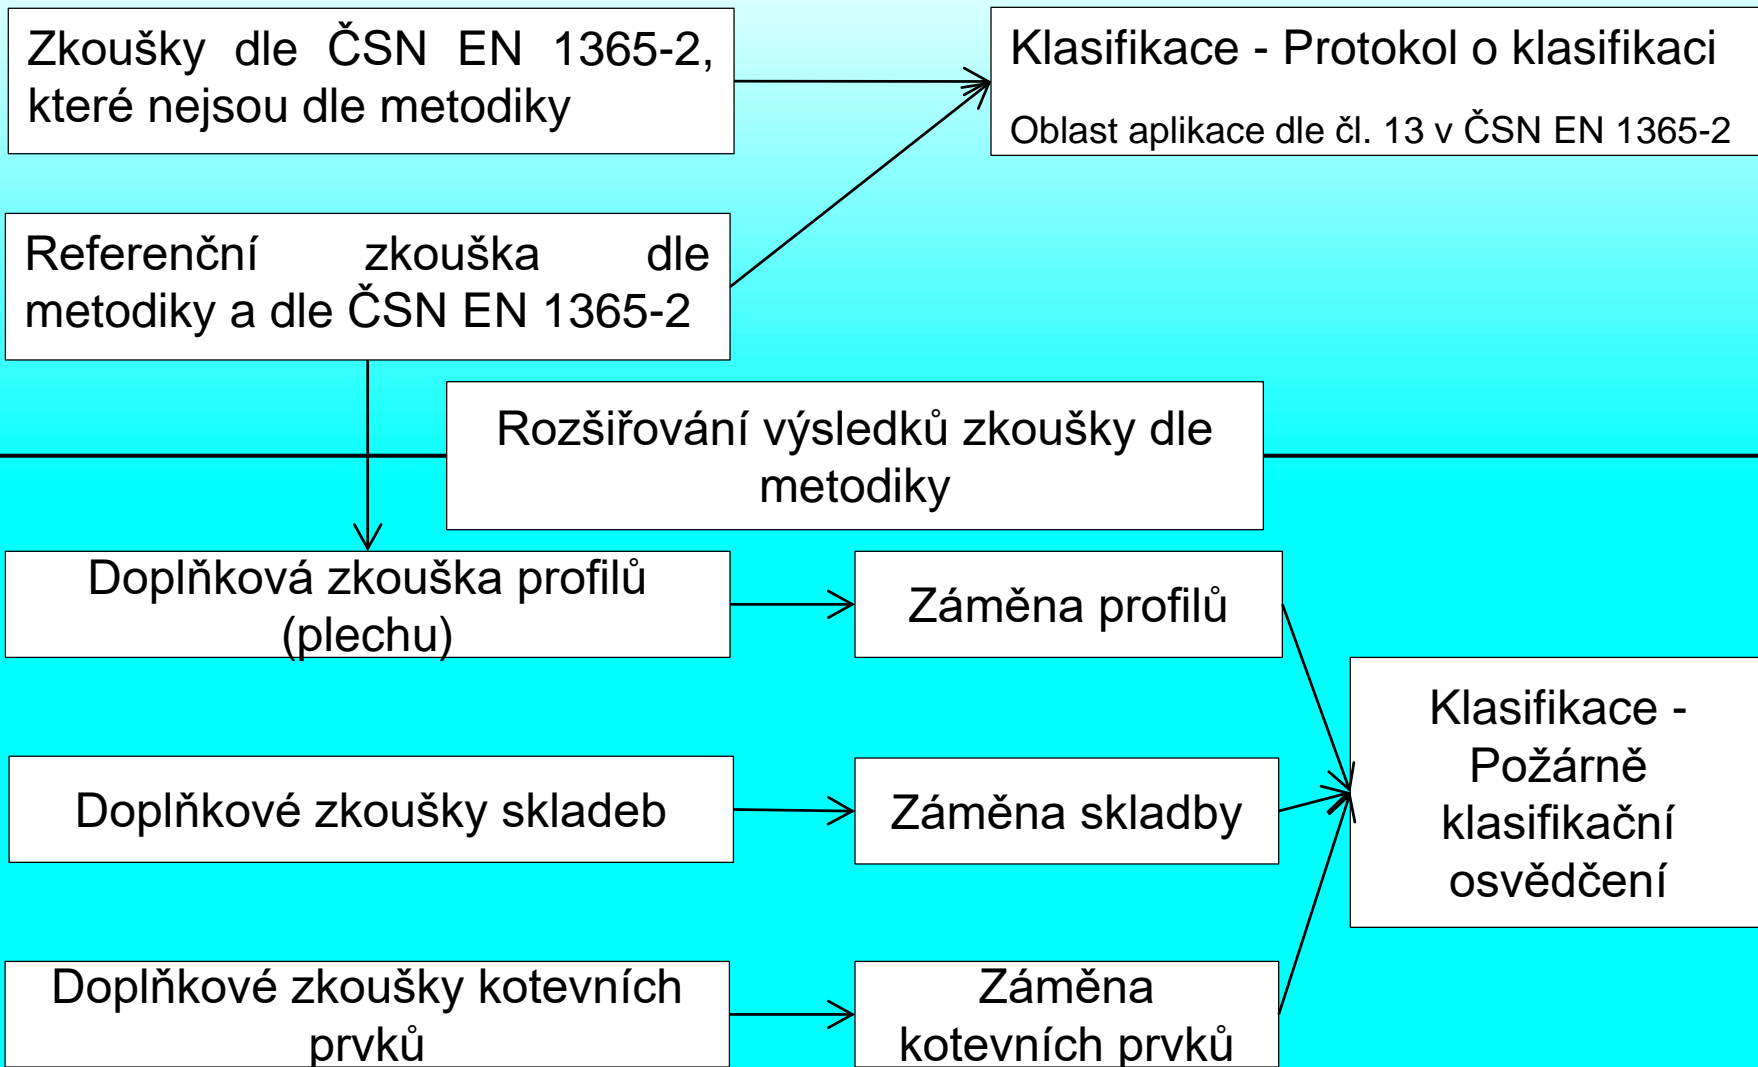 Zkoušky dle ČSN EN 1365-2,
které nejsou dle metodiky
Klasifikace - Protokol o klasifikaci
Oblast aplikace dle čl. 13 v ČSN EN 1365-2
Referenční zkouška dle
metodiky a dle ČSN EN 1365-2
Rozšiřování výsledků zkoušky dle
metodiky
Doplňková zkouška profilů
(plechu)
Záměna profilů
Doplňkové zkoušky skladeb
Záměna skladby
Klasifikace -
Požárně
klasifikační
osvědčení
Doplňkové zkoušky kotevních
prvků
Záměna
kotevních prvků